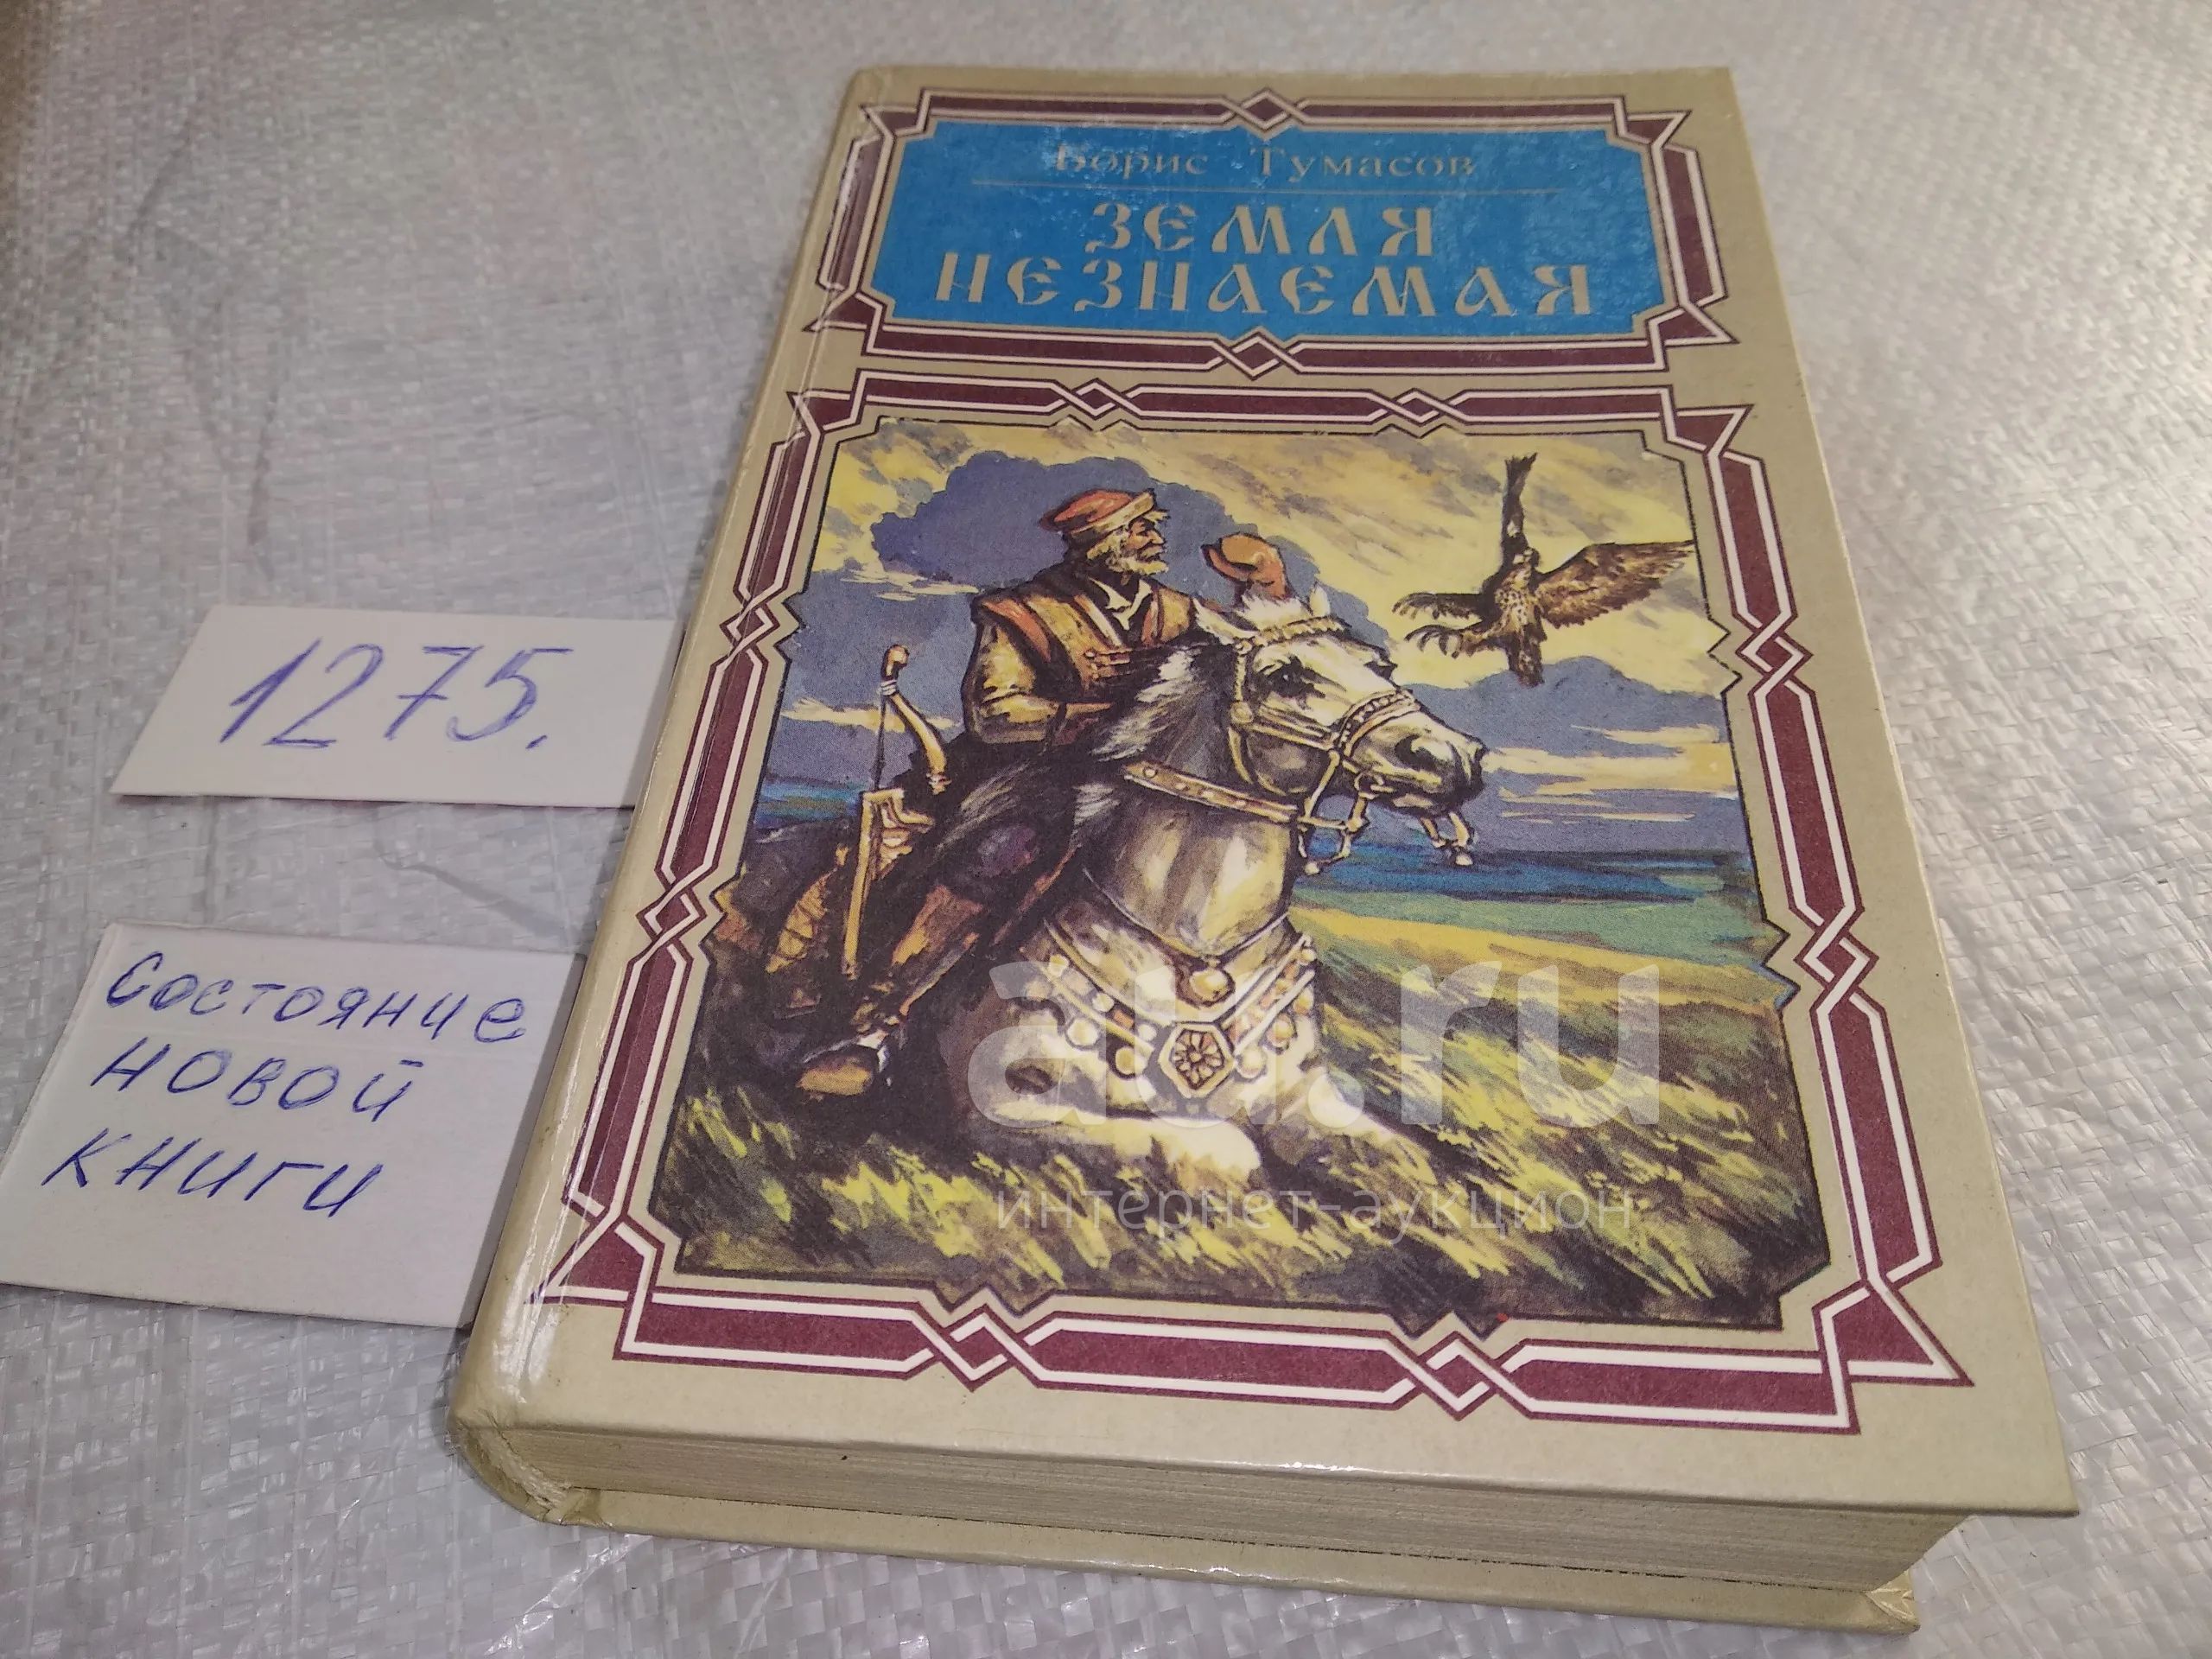 Борис Тумасов
ЗЕМЛЯ
НЕЗНАЕМАЯ
1275.
Состояние
новой
книги
au.ru
интернет-аукцион